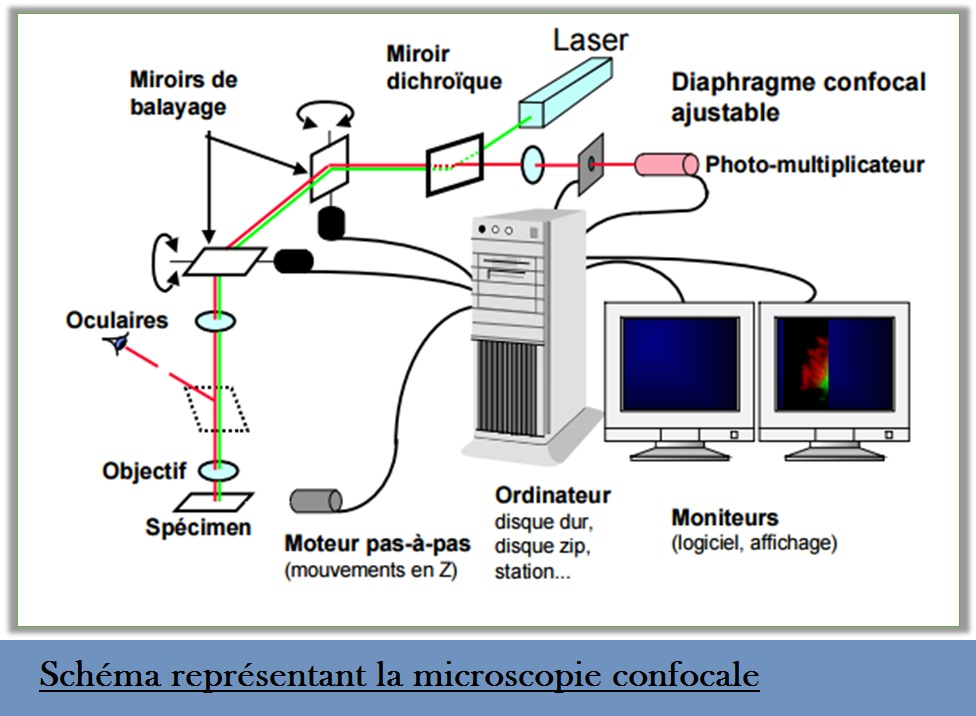 Laser
Miroir
dichroïque
Miroirs de
balayage
Diaphragme confocal
ajustable
Photo-multiplicateur
Oculaires
Objectif
Spécimen
Moteur pas-à-pas
(mouvements en Z)
Ordinateur
disque dur,
disque zip,
station...
Moniteurs
(logiciel, affichage)
Schéma représentant la microscopie confocale